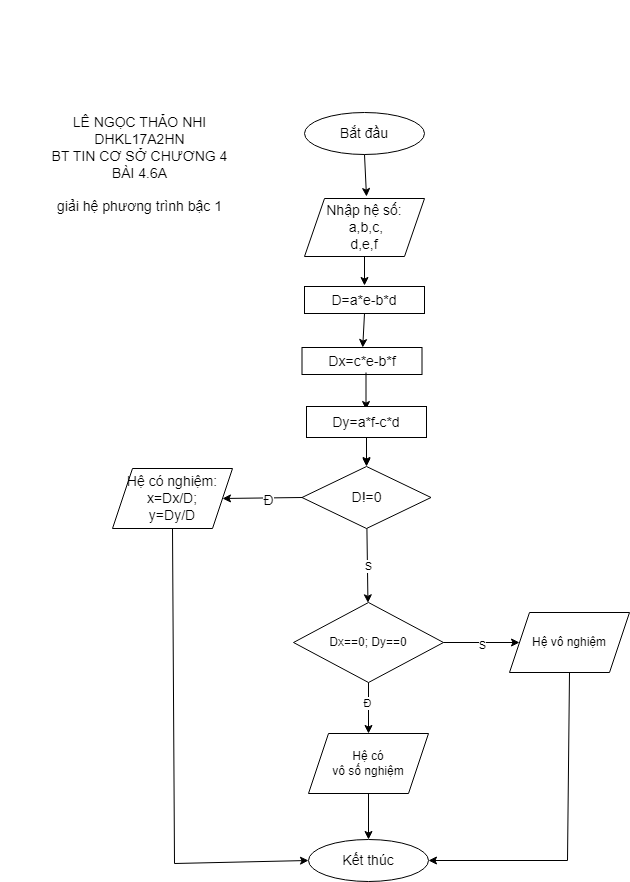 LÊ NGỌC THẢO NHI
DHKL17A2HN
BT TIN CƠ SỞ CHƯƠNG 4
BÀI 4.6A
giải hệ phương trình bậc 1
Bắt đầu
Nhập hệ số:
a,b,c,
d,e,f
D=a*e-b*d
Dx=c*e-b*f
Dy=a*f-c*d
D!=0
Đ
Hệ có nghiệm:
x=Dx/D;
y=Dy/D
S
Dx==0; Dy==0
S
Hệ vô nghiệm
Đ
Hệ có
vô số nghiệm
Kết thúc